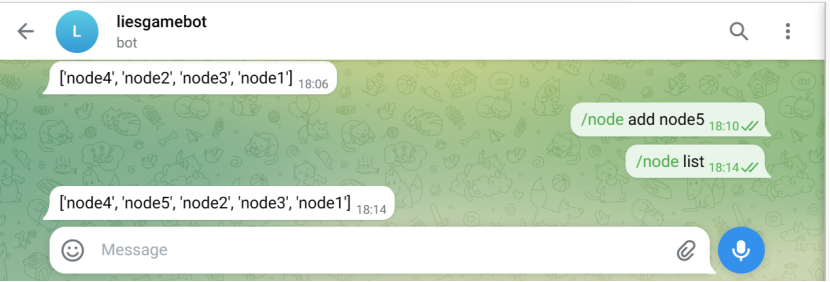 L
liesgamebot
bot
['node4', 'node2', 'node3', 'node1'] 18:06
/node add node5 18:10
/node list 18:14
['node4', 'node5', 'node2', 'node3', 'node1'] 18:14
Message